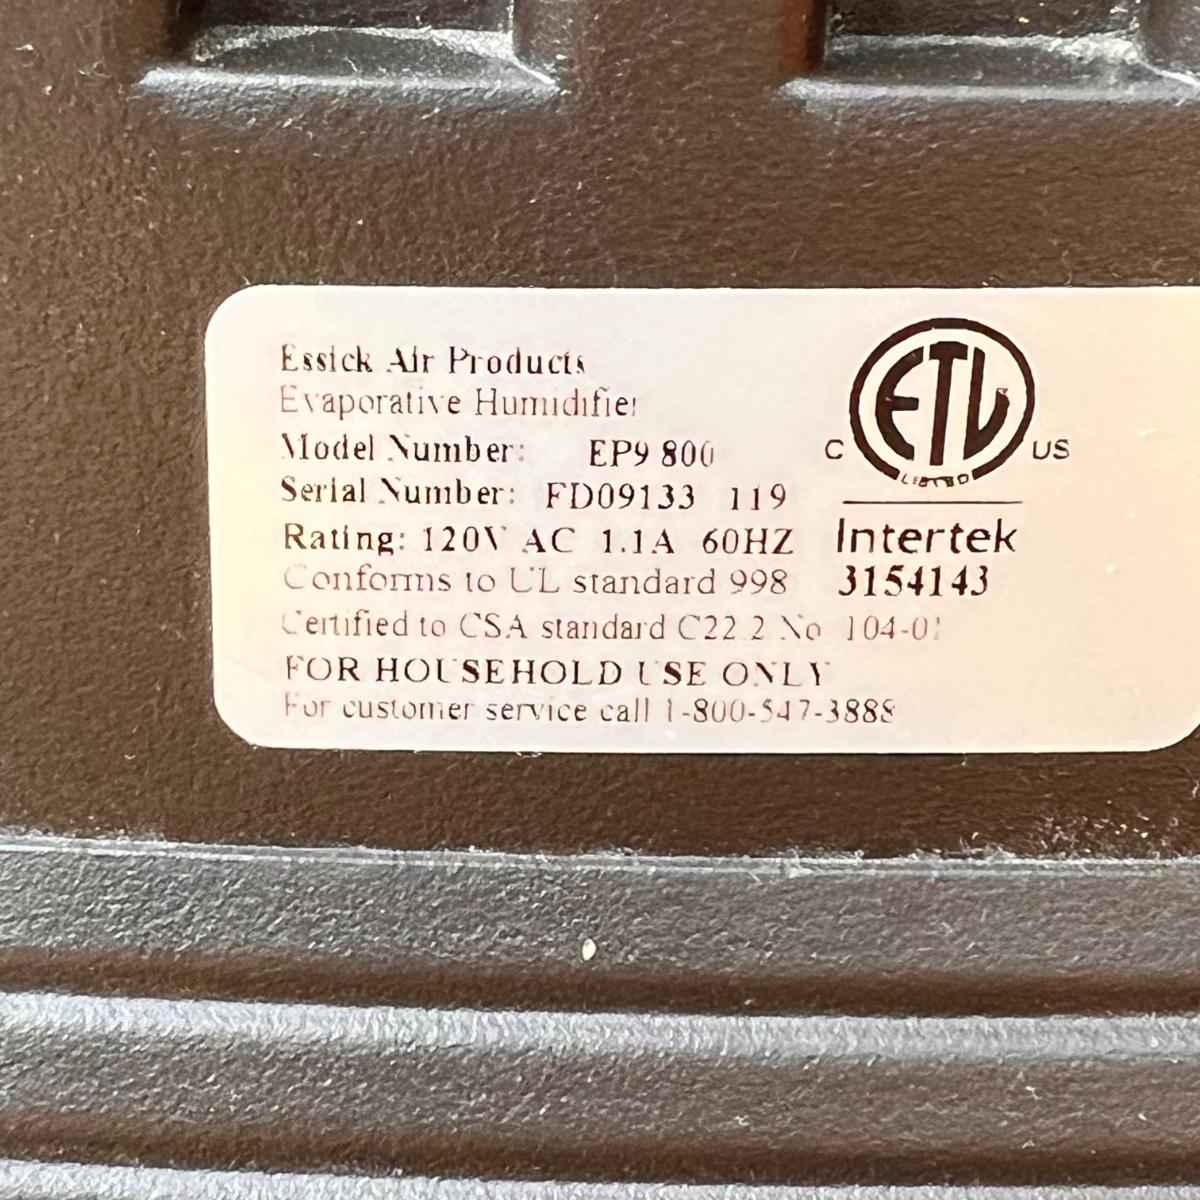 Essick Air Products
Evaporative Humidifier
Model Number: EP9 800
Serial Number: FD09133 119
Rating: 120V AC 1.1A 60HZ
Conforms to UL standard 998
Certified to CSA standard C22.2 No
FOR HOUSEHOLD USE ONLY
For customer service call 1-800-547-3888
ETL
LISTED
C
US
Intertek
3154143